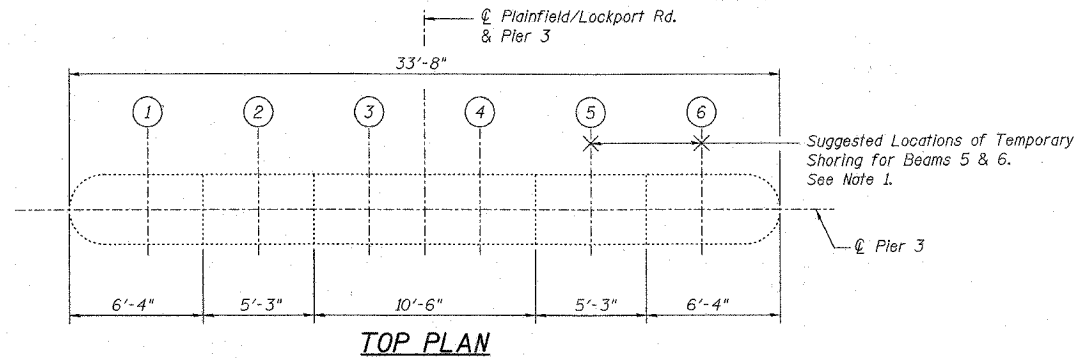 ℄ Plainfield/Lockport Rd.
& Pier 3
33'-8"
1 2 3 4 5 6
Suggested Locations of Temporary
Shoring for Beams 5 & 6.
See Note 1.
℄ Pier 3
6'-4" 5'-3" 10'-6" 5'-3" 6'-4"
TOP PLAN